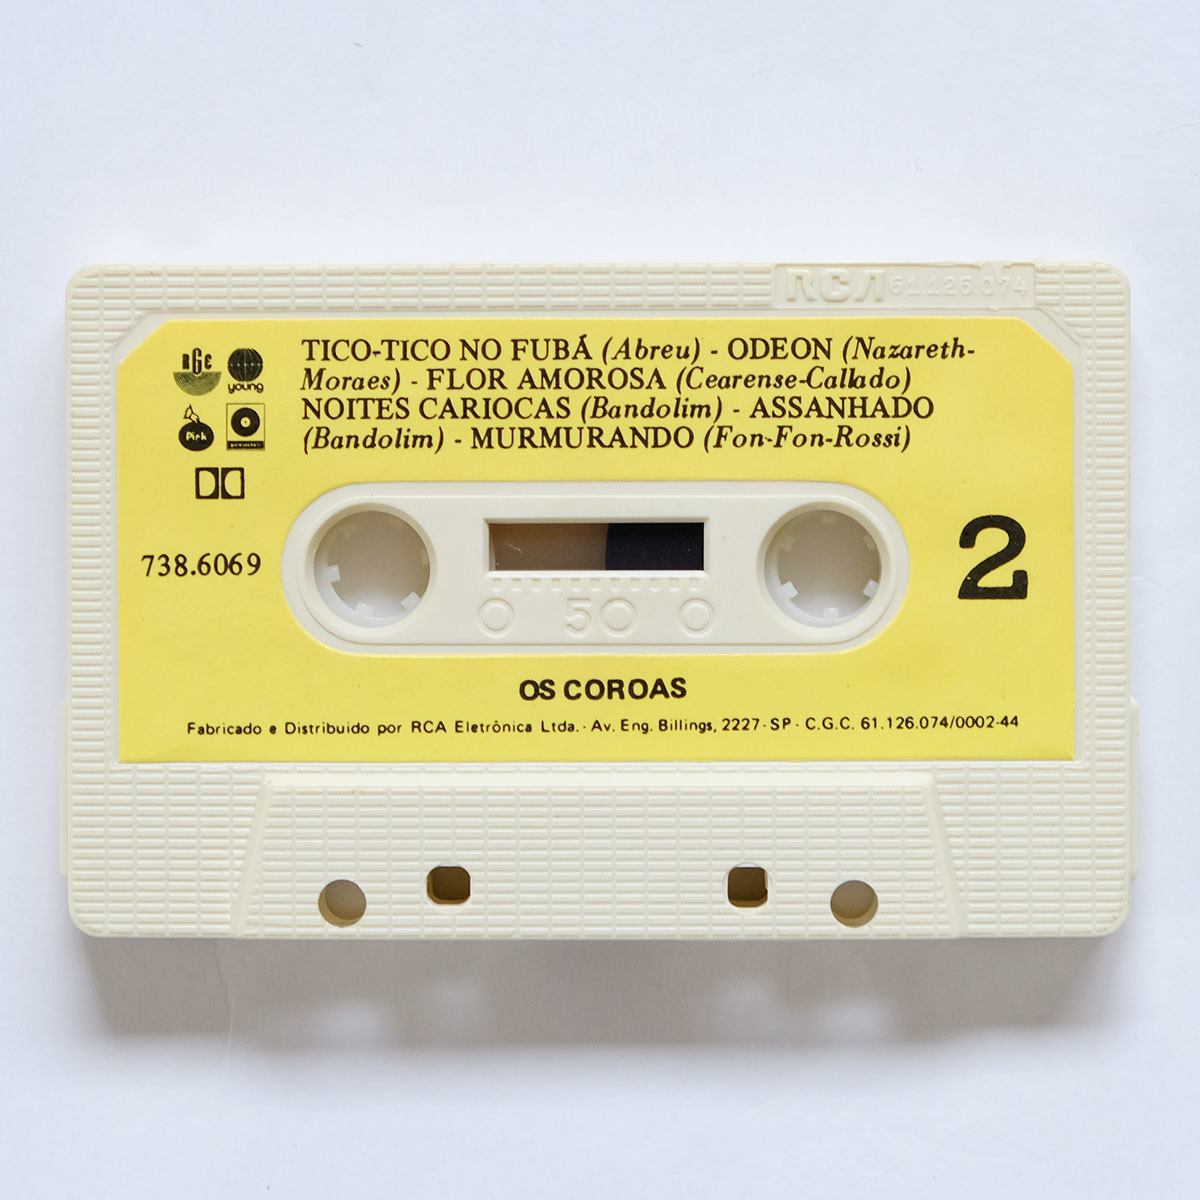 RCA 61.126.074
RGE
young
TICO-TICO NO FUBÁ (Abreu) - ODEON (Nazareth-
Moraes) - FLOR AMOROSA (Cearense-Callado)
NOITES CARIOCAS (Bandolim) - ASSANHADO
(Bandolim) - MURMURANDO (Fon-Fon-Rossi)
738.6069
2
50
OS COROAS
Fabricado e Distribuido por RCA Eletrônica Ltda. - Av. Eng. Billings, 2227 - SP - C.G.C. 61.126.074/0002-44